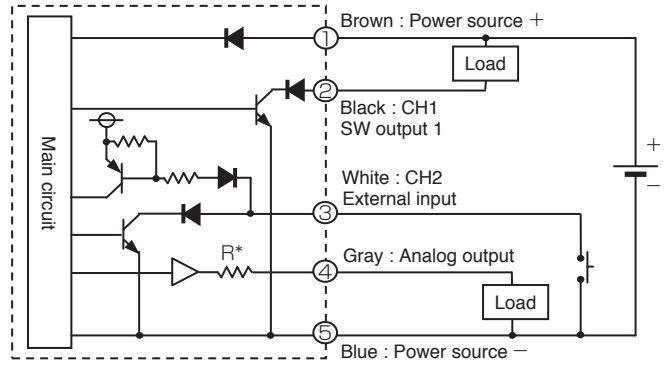 Brown : Power source +
①
Load
②
Black : CH1
SW output 1
+
−
Main circuit
White : CH2
External input
③
R*
Gray : Analog output
④
Load
⑤
Blue : Power source −